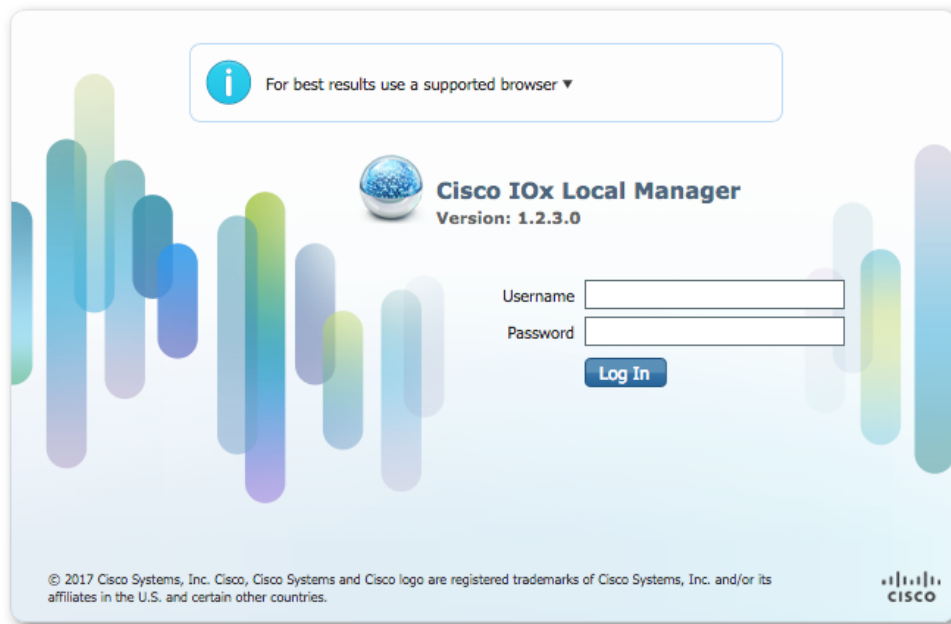 For best results use a supported browser ▼
Cisco IOx Local Manager
Version: 1.2.3.0
Username
Password
Log In
© 2017 Cisco Systems, Inc. Cisco, Cisco Systems and Cisco logo are registered trademarks of Cisco Systems, Inc. and/or its
affiliates in the U.S. and certain other countries.
CISCO